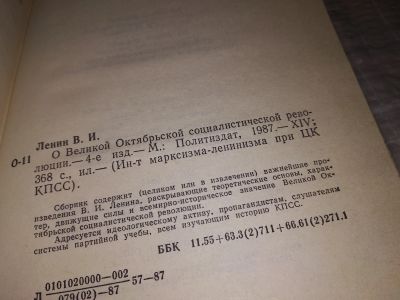 Ленин В. И.
О-11 О Великой Октябрьской социалистической рево-
люции.— 4-е изд.— М.: Политиздат, 1987.— XIV;
368 с., ил.— (Ин-т марксизма-ленинизма при ЦК
КПСС).
Сборник содержит (целиком или в извлечении) важнейшие про-
изведения В. И. Ленина, раскрывающие теоретические основы, харак-
тер, движущие силы и всемирно-историческое значение Великой Ок-
тябрьской социалистической революции.
Адресуется идеологическому активу, пропагандистам, слушателям
системы партийной учебы, всем изучающим историю КПСС.
Л 0101020000—002
079(02)—87 57—87
ББК 11.55+63.3(2)711+66.61(2)271.1